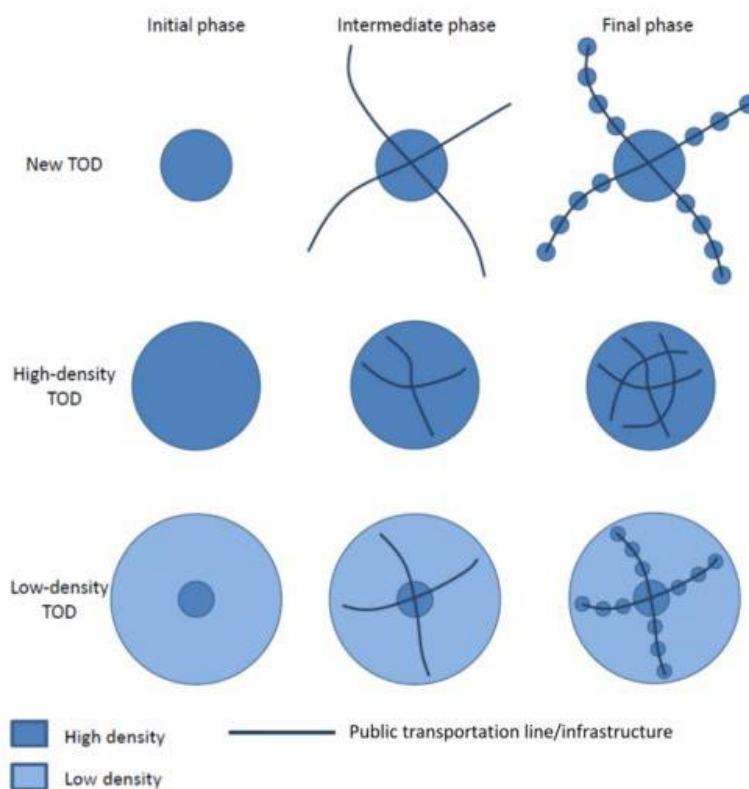 Initial phase
Intermediate phase
Final phase
New TOD
High-density
TOD
Low-density
TOD
High density
Public transportation line/infrastructure
Low density